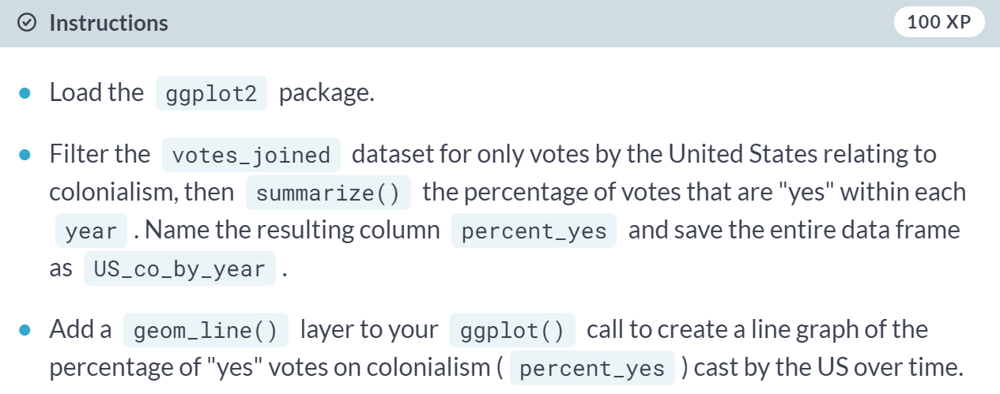 Instructions
100 XP
Load the ggplot2 package.
Filter the votes_joined dataset for only votes by the United States relating to
colonialism, then summarize() the percentage of votes that are "yes" within each
year . Name the resulting column percent_yes and save the entire data frame
as US_co_by_year .
Add a geom_line() layer to your ggplot() call to create a line graph of the
percentage of "yes" votes on colonialism ( percent_yes ) cast by the US over time.